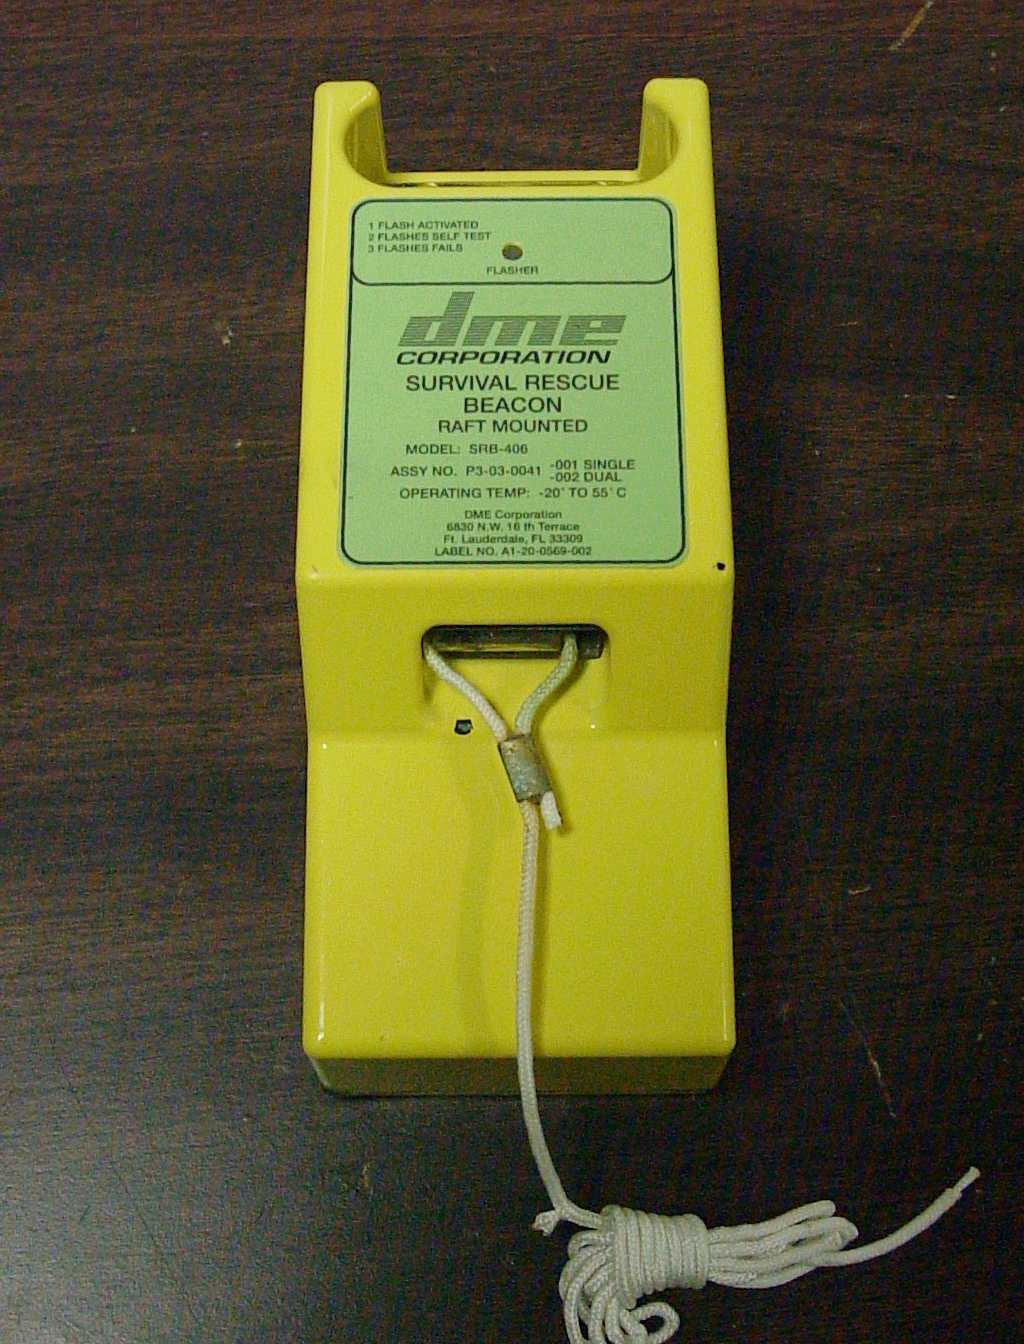 1 FLASH ACTIVATED
2 FLASHES SELF TEST
3 FLASHES FAILS
FLASHER
dme
CORPORATION
SURVIVAL RESCUE
BEACON
RAFT MOUNTED
MODEL: SRB-406
ASSY NO. P3-03-0041 -001 SINGLE
-002 DUAL
OPERATING TEMP: -20° TO 55° C
DME Corporation
6830 N.W. 16 th Terrace
Ft. Lauderdale, FL 33309
LABEL NO. A1-20-0569-002